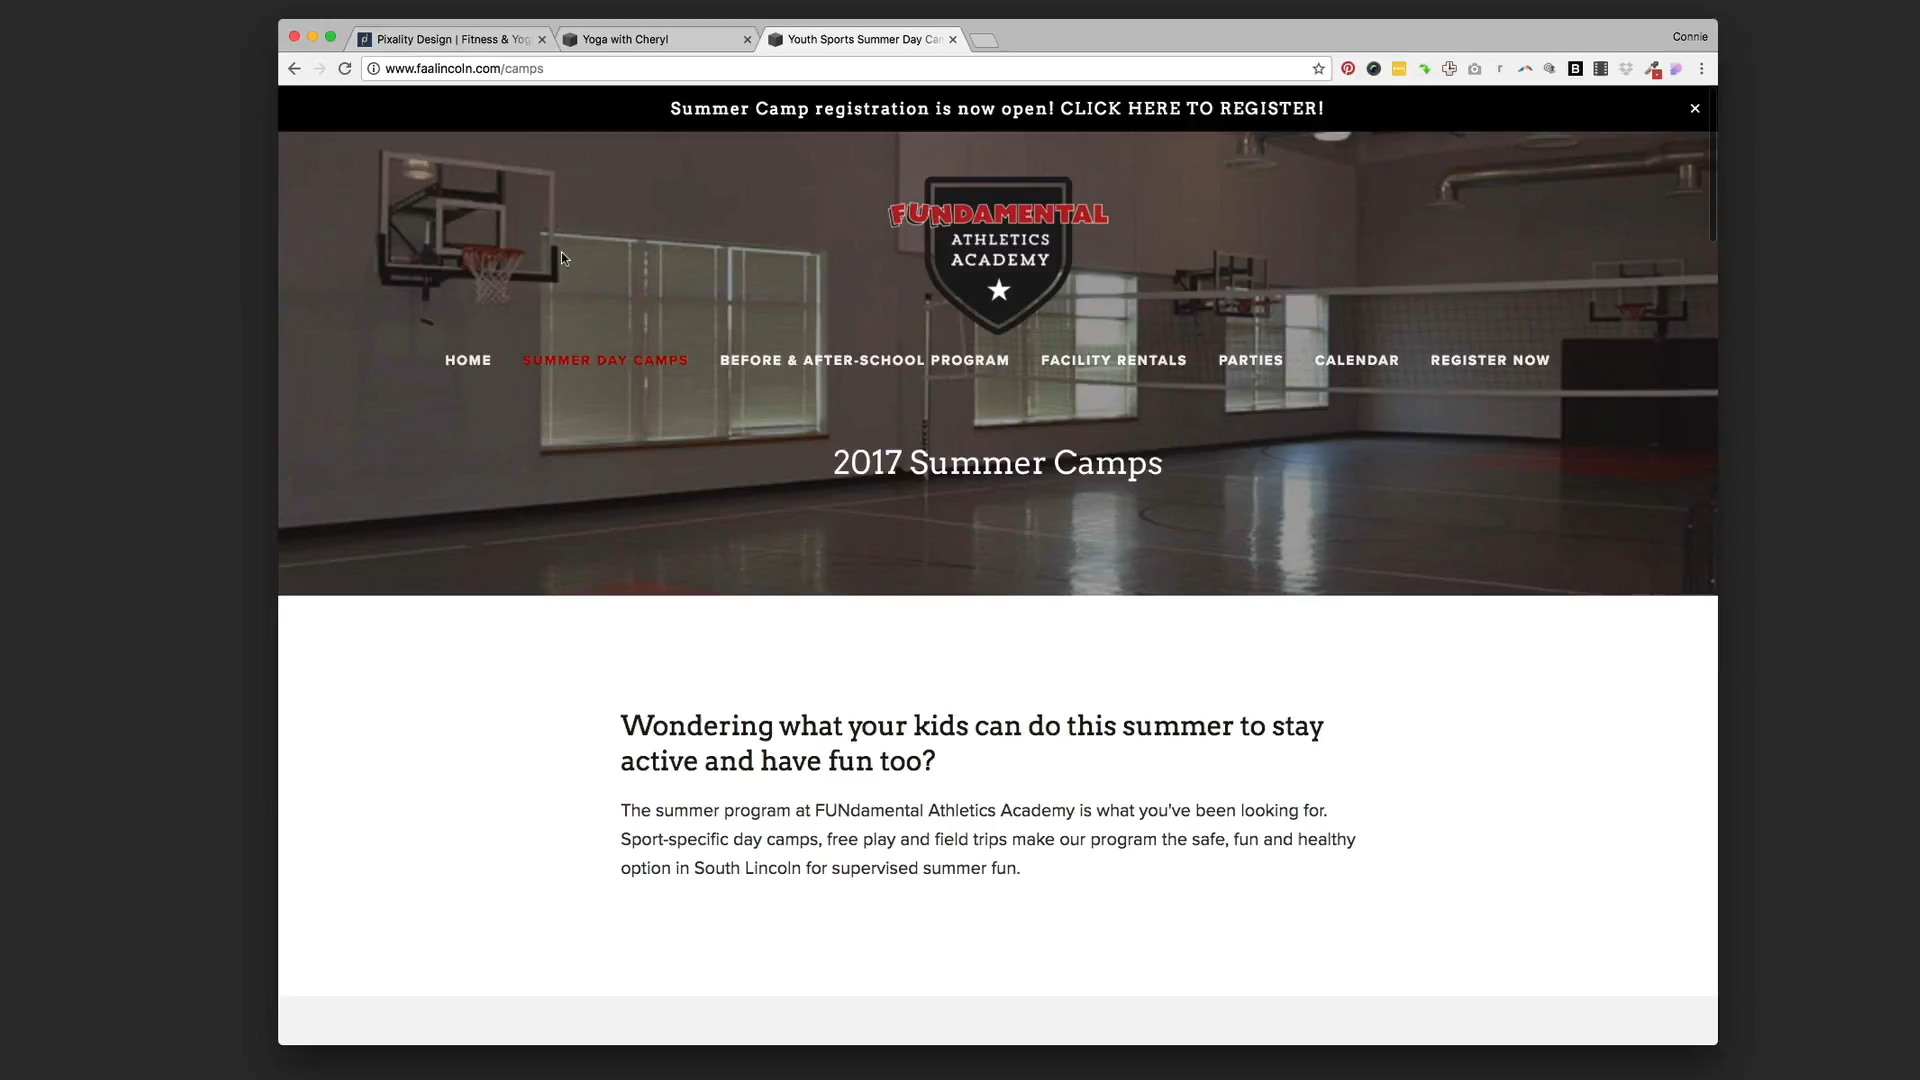 Pixality Design | Fitness & Yog
Yoga with Cheryl
Youth Sports Summer Day Ca
Connie
www.faalincoln.com/camps
Summer Camp registration is now open! CLICK HERE TO REGISTER!
FUNDAMENTAL
ATHLETICS
ACADEMY
HOME SUMMER DAY CAMPS BEFORE & AFTER-SCHOOL PROGRAM FACILITY RENTALS PARTIES CALENDAR REGISTER NOW
2017 Summer Camps
Wondering what your kids can do this summer to stay
active and have fun too?
The summer program at FUNdamental Athletics Academy is what you've been looking for.
Sport-specific day camps, free play and field trips make our program the safe, fun and healthy
option in South Lincoln for supervised summer fun.